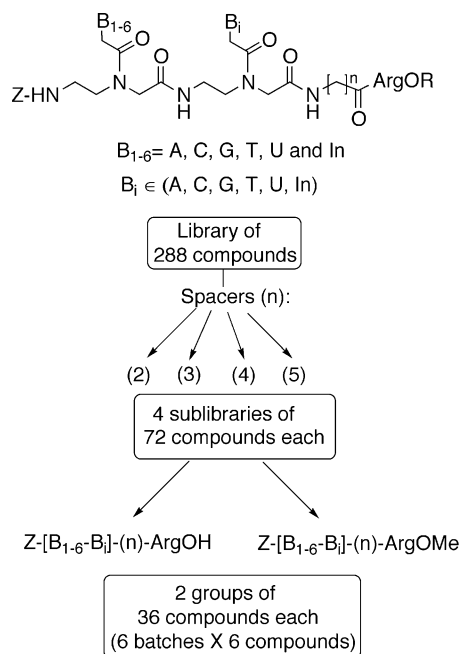 B1-6
O
N
O
Z-HN
N
H
Bi
O
N
O
N
H
n
O
ArgOR
B1-6= A, C, G, T, U and In
Bi ∈ (A, C, G, T, U, In)
Library of
288 compounds
Spacers (n):
(2) (3) (4) (5)
4 sublibraries of
72 compounds each
Z-[B1-6-Bi]-(n)-ArgOH Z-[B1-6-Bi]-(n)-ArgOMe
2 groups of
36 compounds each
(6 batches X 6 compounds)